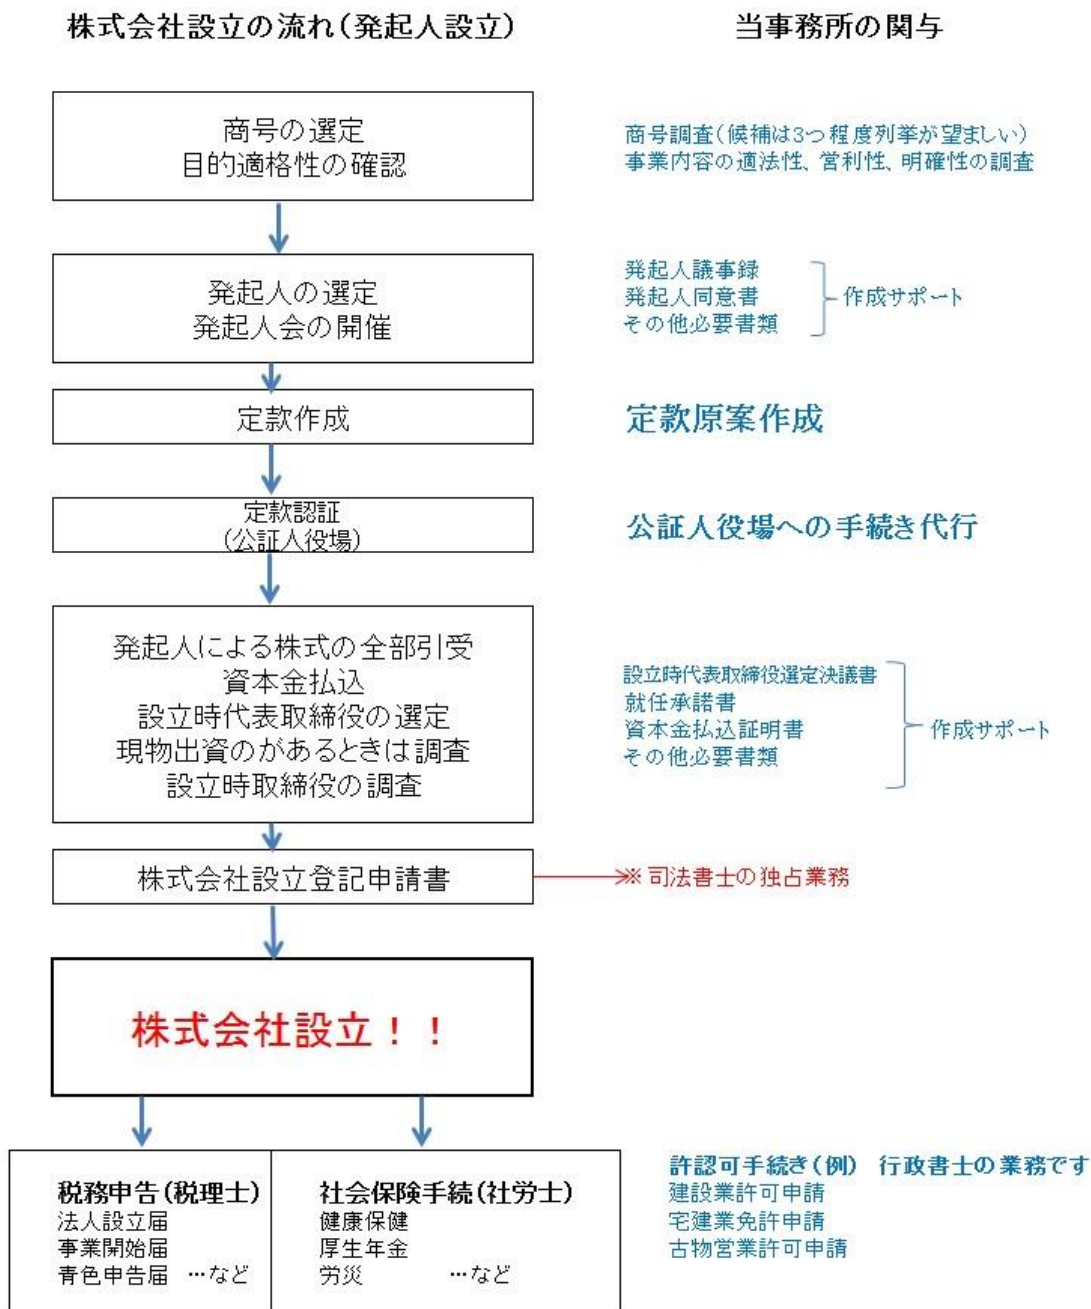 株式会社設立の流れ（発起人設立）
当事務所の関与
商号の選定
目的適格性の確認
商号調査（候補は3つ程度列挙が望ましい）
事業内容の適法性、営利性、明確性の調査
発起人の選定
発起人会の開催
発起人議事録
発起人同意書
その他必要書類
作成サポート
定款作成
定款原案作成
定款認証
（公証人役場）
公証人役場への手続き代行
発起人による株式の全部引受
資本金払込
設立時代表取締役の選定
現物出資のがあるときは調査
設立時取締役の調査
設立時代表取締役選定決議書
就任承諾書
資本金払込証明書
その他必要書類
作成サポート
株式会社設立登記申請書
※司法書士の独占業務
株式会社設立！！
税務申告（税理士）
法人設立届
事業開始届
青色申告届 …など
社会保険手続（社労士）
健康保健
厚生年金
労災 …など
許認可手続き（例） 行政書士の業務です
建設業許可申請
宅建業免許申請
古物営業許可申請